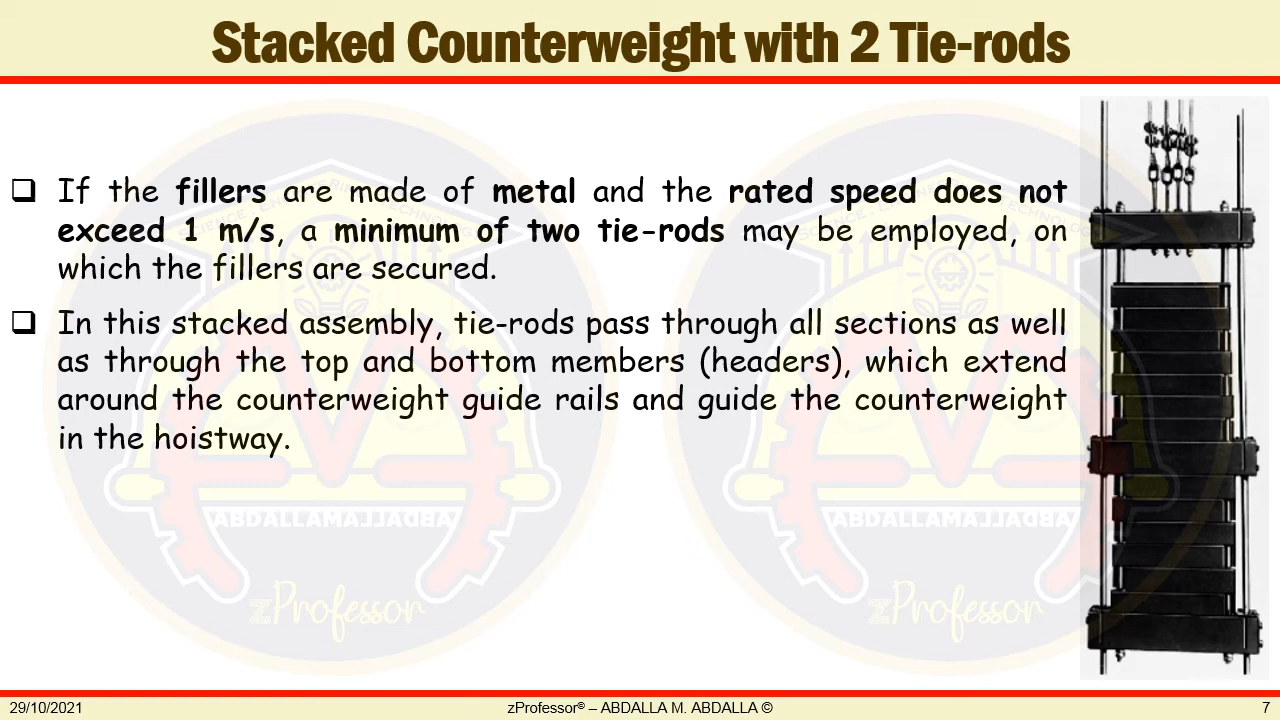 Stacked Counterweight with 2 Tie-rods
❑ If the fillers are made of metal and the rated speed does not
exceed 1 m/s, a minimum of two tie-rods may be employed, on
which the fillers are secured.
❑ In this stacked assembly, tie-rods pass through all sections as well
as through the top and bottom members (headers), which extend
around the counterweight guide rails and guide the counterweight
in the hoistway.
zProfessor
zProfessor
29/10/2021
zProfessor® – ABDALLA M. ABDALLA ©
7